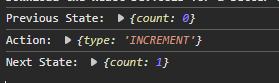 Previous State: ▶ {count: 0}
Action: ▶ {type: 'INCREMENT'}
Next State: ▶ {count: 1}